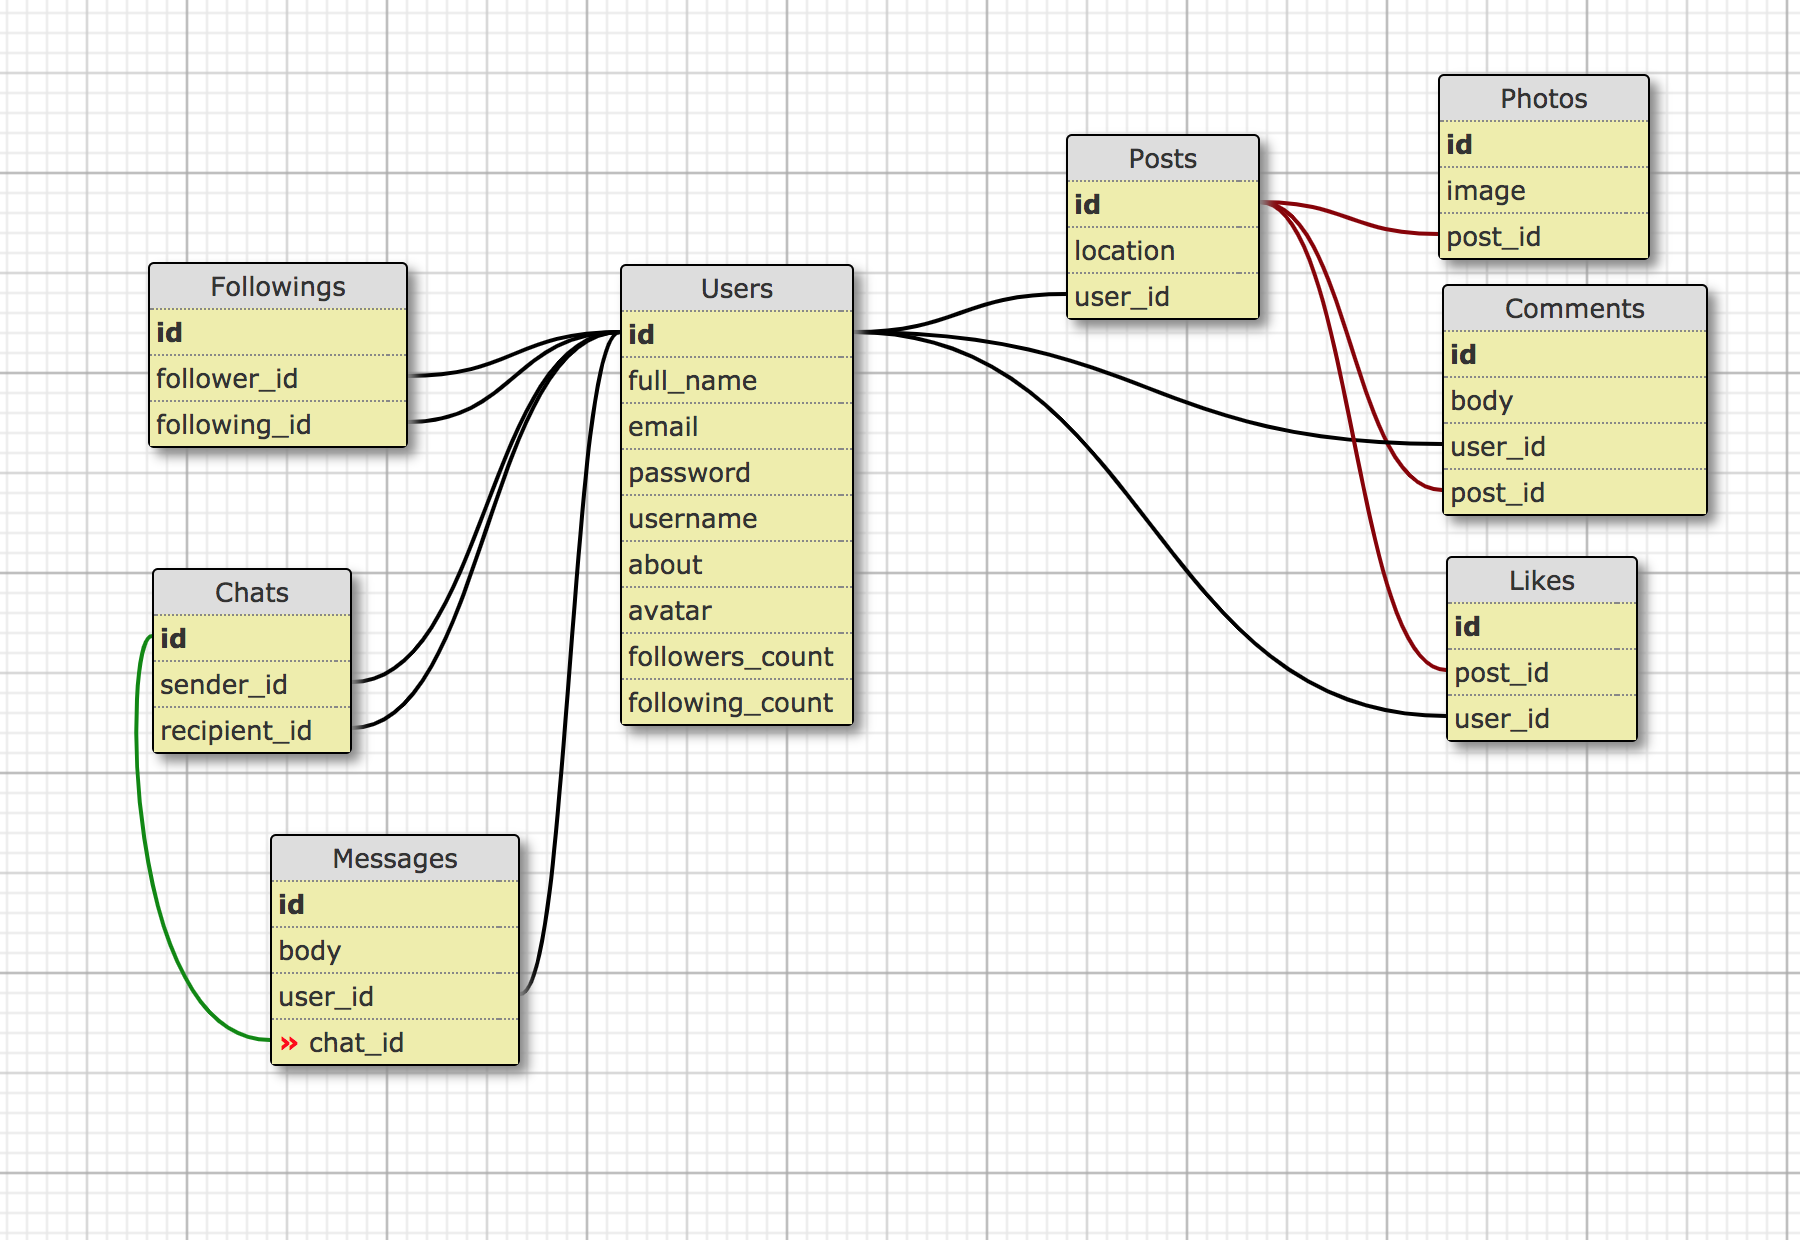 Photos
id
image
post_id
Posts
id
location
user_id
Followings
id
follower_id
following_id
Users
id
full_name
email
password
username
about
avatar
followers_count
following_count
Comments
id
body
user_id
post_id
Chats
id
sender_id
recipient_id
Likes
id
post_id
user_id
Messages
id
body
user_id
» chat_id